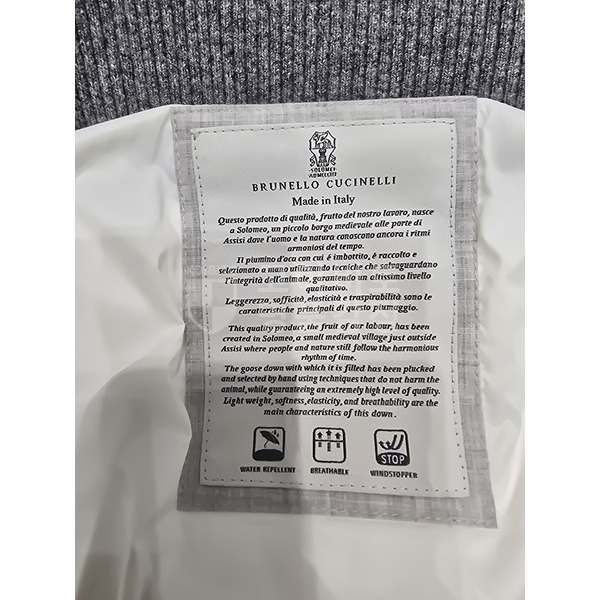 SOLOMEO
BRUNELLO CUCINELLI
Made in Italy
Questo prodotto di qualità, frutto del nostro lavoro, nasce
a Solomeo, un piccolo borgo medievale alle porte di
Assisi dove l'uomo e la natura conoscono ancora i ritmi
armoniosi del tempo.
Il piumino d'oca con cui é imbottito, é raccolto e
selezionato a mano utilizzando tecniche che salvaguardano
l'integrità dell'animale, garantendo un altissimo livello
qualitativo.
Leggerezza, sofficità, elasticità e traspirabilità sono le
caratteristiche principali di questo piumaggio.
This quality product, the fruit of our labour, has been
created in Solomeo, a small medieval village just outside
Assisi where people and nature still follow the harmonious
rhythm of time.
The goose down with which it is filled has been plucked
and selected by hand using techniques that do not harm the
animal, while guaranteeing an extremely high level of quality.
Light weight, softness, elasticity, and breathability are the
main characteristics of this down.
STOP
WATER REPELLENT BREATHABLE WINDSTOPPER